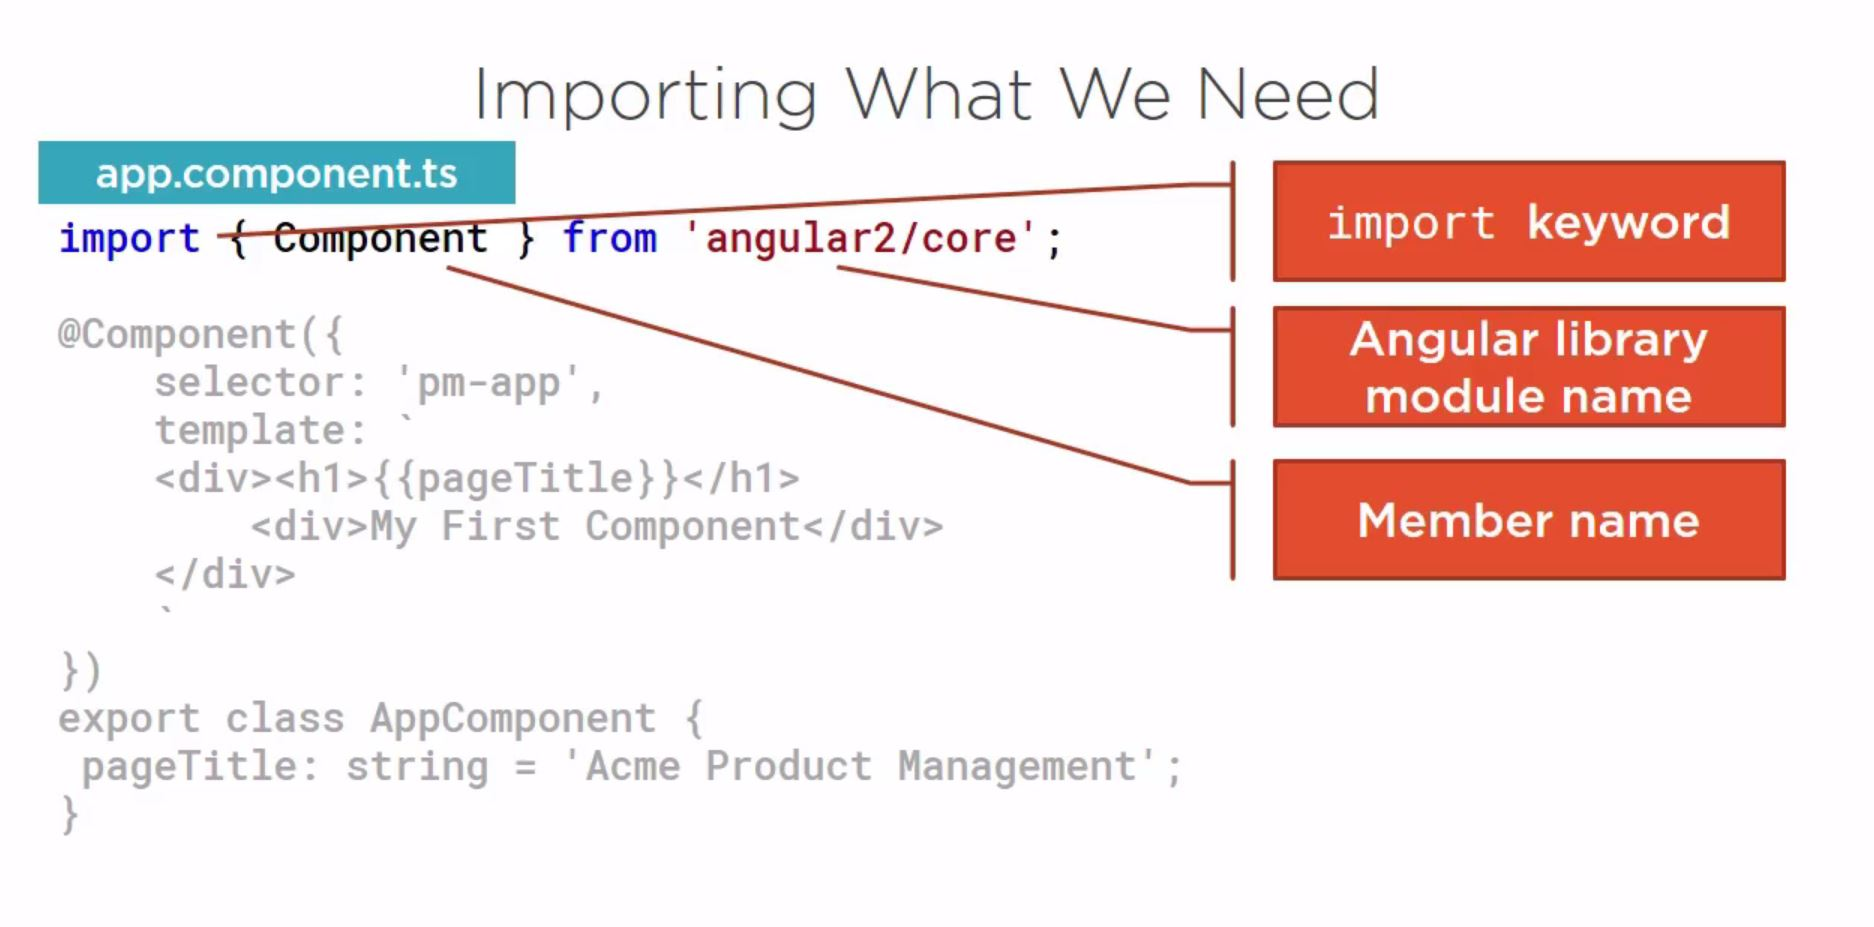 Importing What We Need
app.component.ts
import { Component } from 'angular2/core';
@Component({
    selector: 'pm-app',
    template: `
    <div><h1>{{pageTitle}}</h1>
        <div>My First Component</div>
    </div>
    `
})
export class AppComponent {
 pageTitle: string = 'Acme Product Management';
}
import keyword
Angular library
module name
Member name